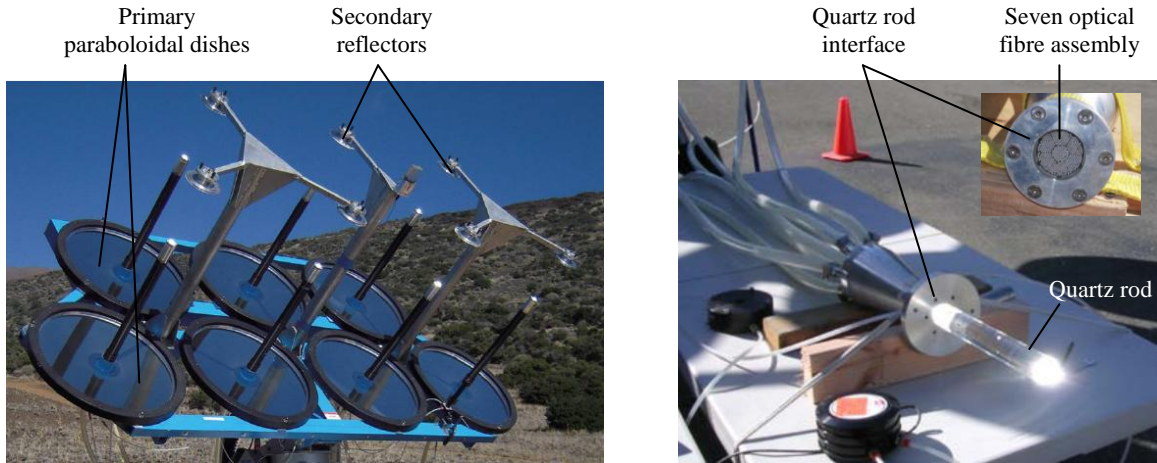 Primary
paraboloidal dishes
Secondary
reflectors
Quartz rod
interface
Seven optical
fibre assembly
Quartz rod